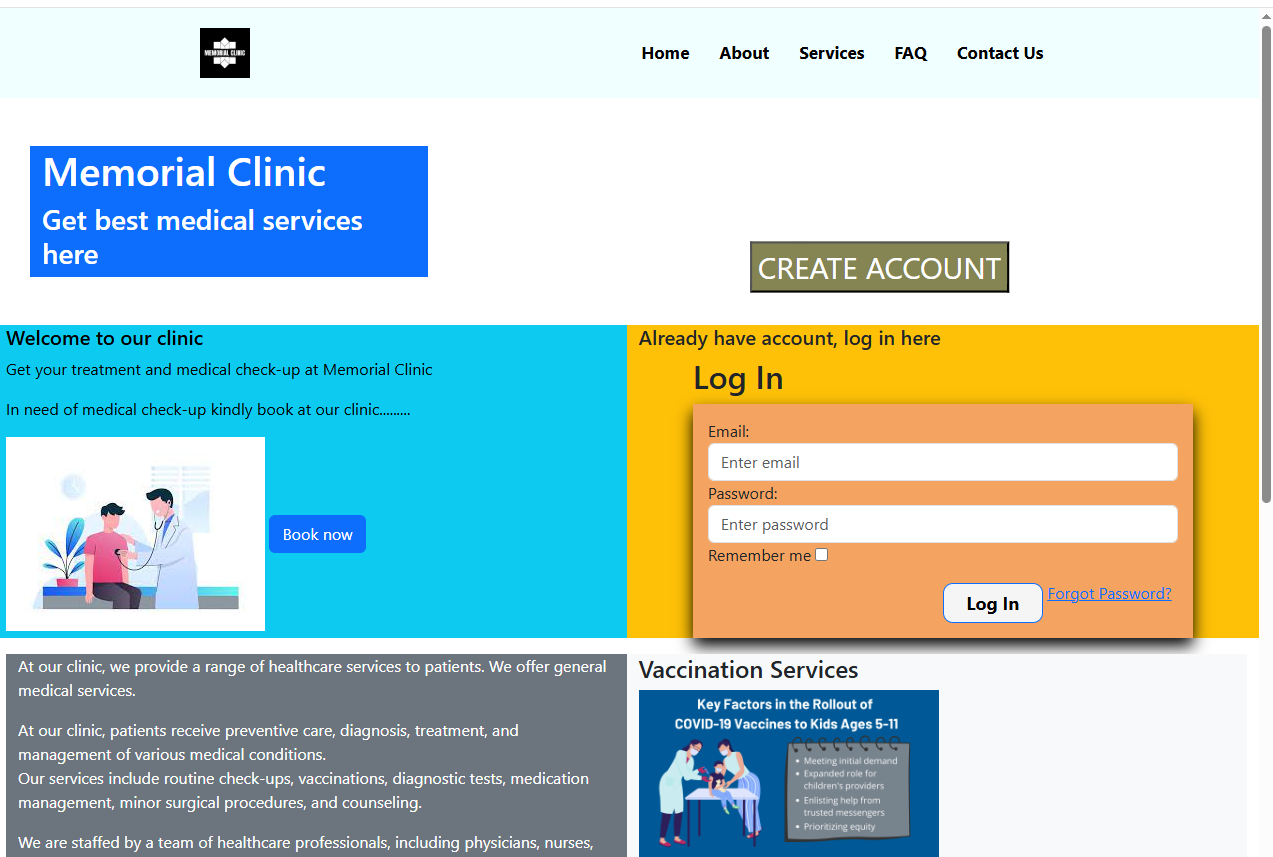 MEMORIAL CLINIC
Home About Services FAQ Contact Us
Memorial Clinic
Get best medical services
here
CREATE ACCOUNT
Welcome to our clinic
Get your treatment and medical check-up at Memorial Clinic
In need of medical check-up kindly book at our clinic.........
Book now
Already have account, log in here
Log In
Email:
Enter email
Password:
Enter password
Remember me
Log In Forgot Password?
At our clinic, we provide a range of healthcare services to patients. We offer general
medical services.
At our clinic, patients receive preventive care, diagnosis, treatment, and
management of various medical conditions.
Our services include routine check-ups, vaccinations, diagnostic tests, medication
management, minor surgical procedures, and counseling.
We are staffed by a team of healthcare professionals, including physicians, nurses,
Vaccination Services
Key Factors in the Rollout of
COVID-19 Vaccines to Kids Ages 5-11
• Meeting initial demand
• Expanded role for
children's providers
• Enlisting help from
trusted messengers
• Prioritizing equity